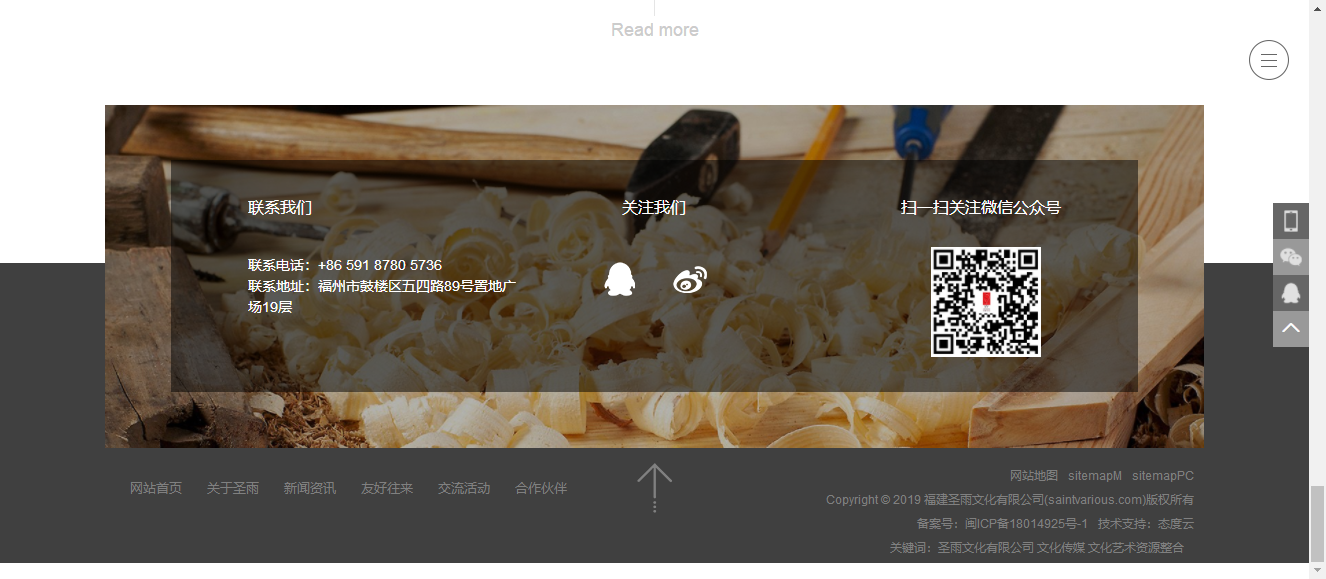 Read more
联系我们
联系电话：+86 591 8780 5736
联系地址：福州市鼓楼区五四路89号置地广
场19层
关注我们
扫一扫关注微信公众号
网站首页 关于圣雨 新闻资讯 友好往来 交流活动 合作伙伴
网站地图 sitemapM sitemapPC
Copyright © 2019 福建圣雨文化有限公司(saintvarious.com)版权所有
备案号：闽ICP备18014925号-1 技术支持：态度云
关键词：圣雨文化有限公司 文化传媒 文化艺术资源整合